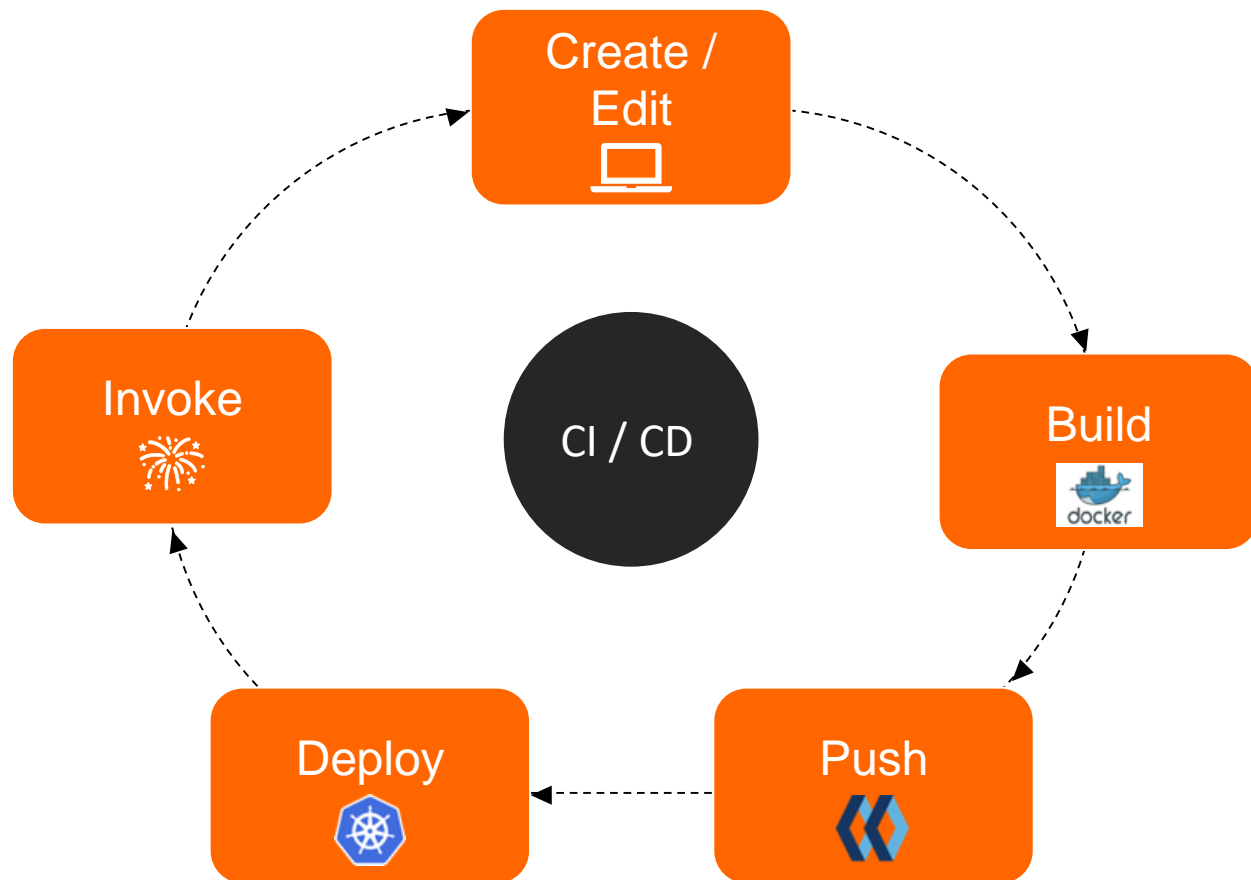 Create /
Edit
Build
docker
Push
Deploy
Invoke
CI / CD